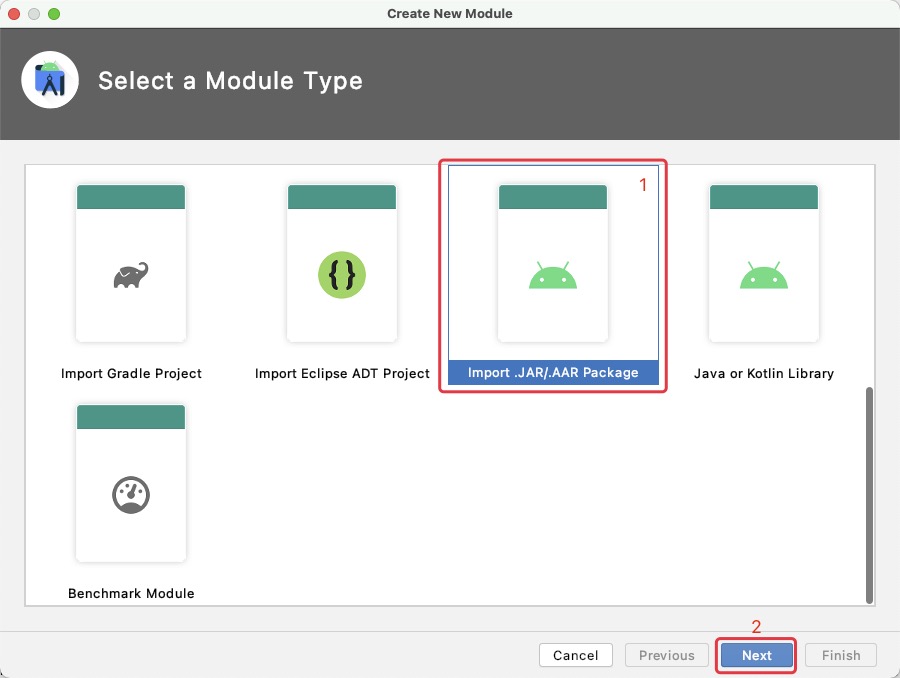 Create New Module
Select a Module Type
1
Import Gradle Project
Import Eclipse ADT Project
Import .JAR/.AAR Package
Java or Kotlin Library
Benchmark Module
2
Cancel
Previous
Next
Finish